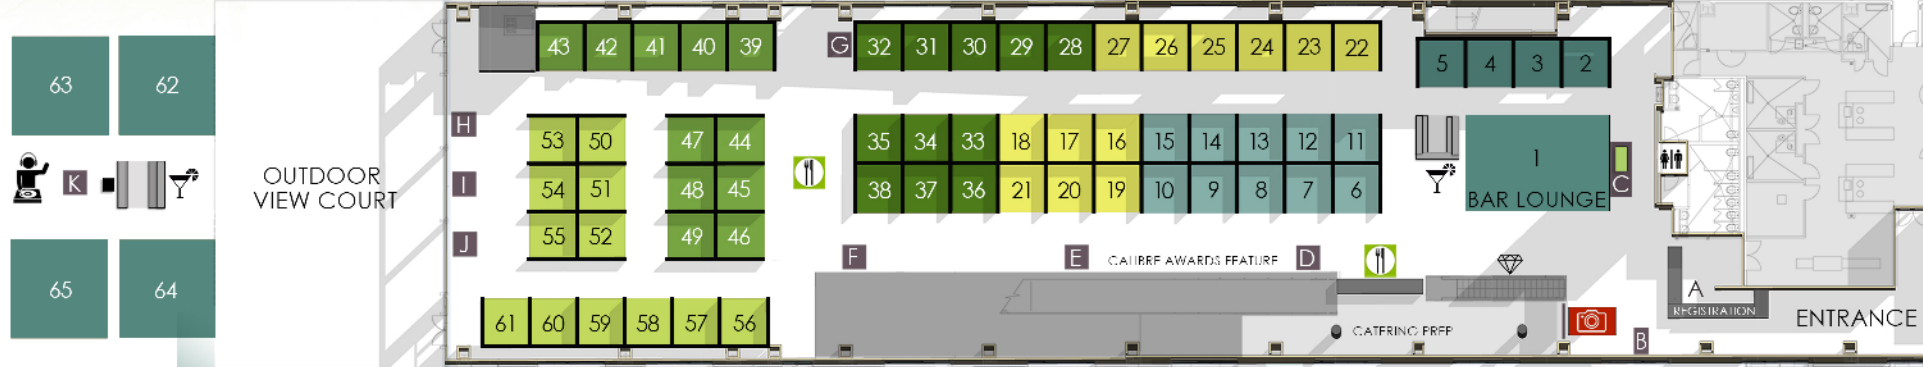 43 42 41 40 39
G 32 31 30 29 28 27 26 25 24 23 22
5 4 3 2
63 62
H
53 50 47 44
35 34 33 18 17 16 15 14 13 12 11
1
BAR LOUNGE
C
K
OUTDOOR
VIEW COURT
I
54 51 48 45
38 37 36 21 20 19 10 9 8 7 6
J
55 52 49 46
F E CALIBRE AWARDS FEATURE D
65 64
A
REGISTRATION
ENTRANCE
61 60 59 58 57 56
CATERING PREP
B